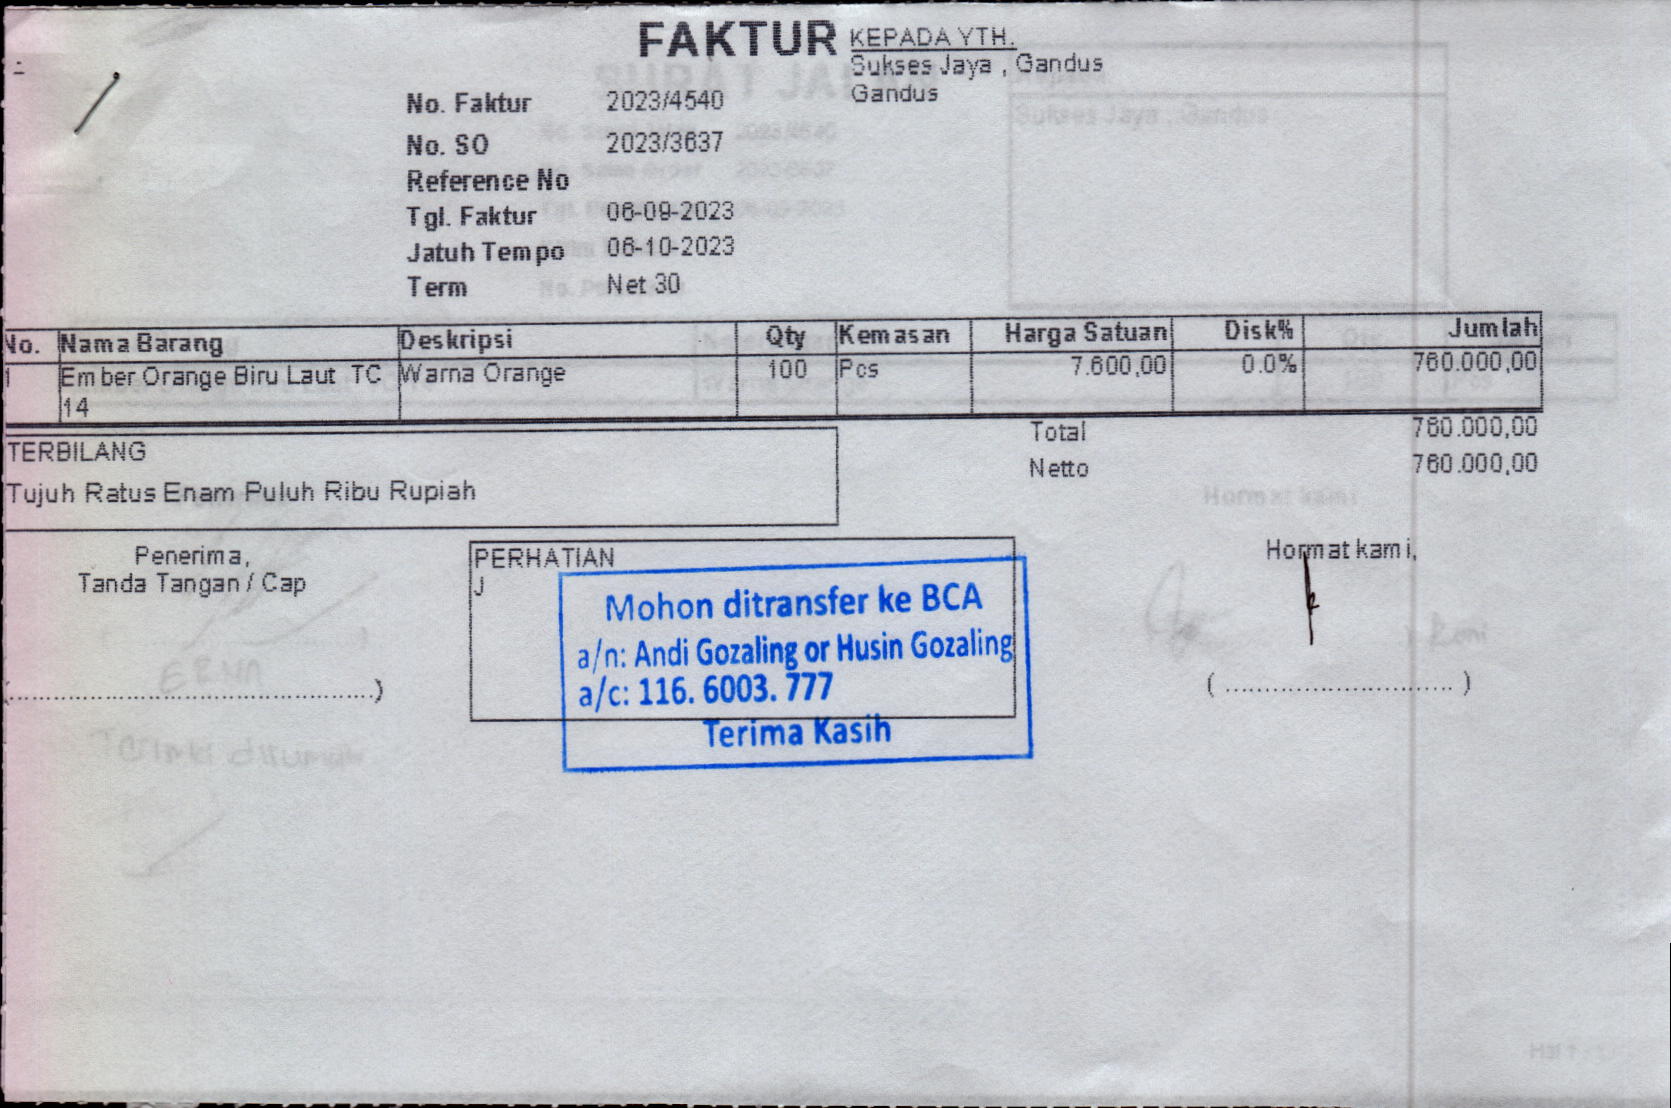 FAKTUR
KEPADA YTH.
Sukses Jaya , Gandus
Gandus
No. Faktur 2023/4540
No. SO 2023/3637
Reference No
Tgl. Faktur 06-09-2023
Jatuh Tempo 06-10-2023
Term Net 30
No. Nama Barang Deskripsi Qty Kemasan Harga Satuan Disk% Jumlah
1 Ember Orange Biru Laut TC Warna Orange 100 Pcs 7.600,00 0.0% 760.000,00
14
Total 760.000,00
Netto 760.000,00
TERBILANG
Tujuh Ratus Enam Puluh Ribu Rupiah
Penerima,
Tanda Tangan / Cap
(................................................)
PERHATIAN
J
Mohon ditransfer ke BCA
a/n: Andi Gozaling or Husin Gozaling
a/c: 116. 6003. 777
Terima Kasih
Hormat kami,
( ............................. )